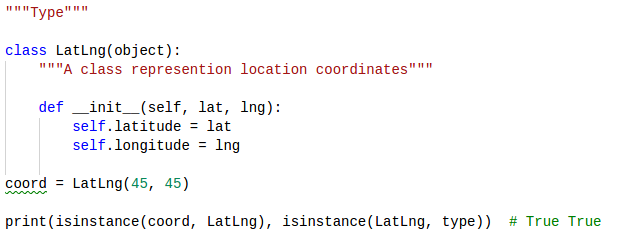 """Type"""
class LatLng(object):
"""A class represention location coordinates"""
def __init__(self, lat, lng):
self.latitude = lat
self.longitude = lng
coord = LatLng(45, 45)
print(isinstance(coord, LatLng), isinstance(LatLng, type))  # True True